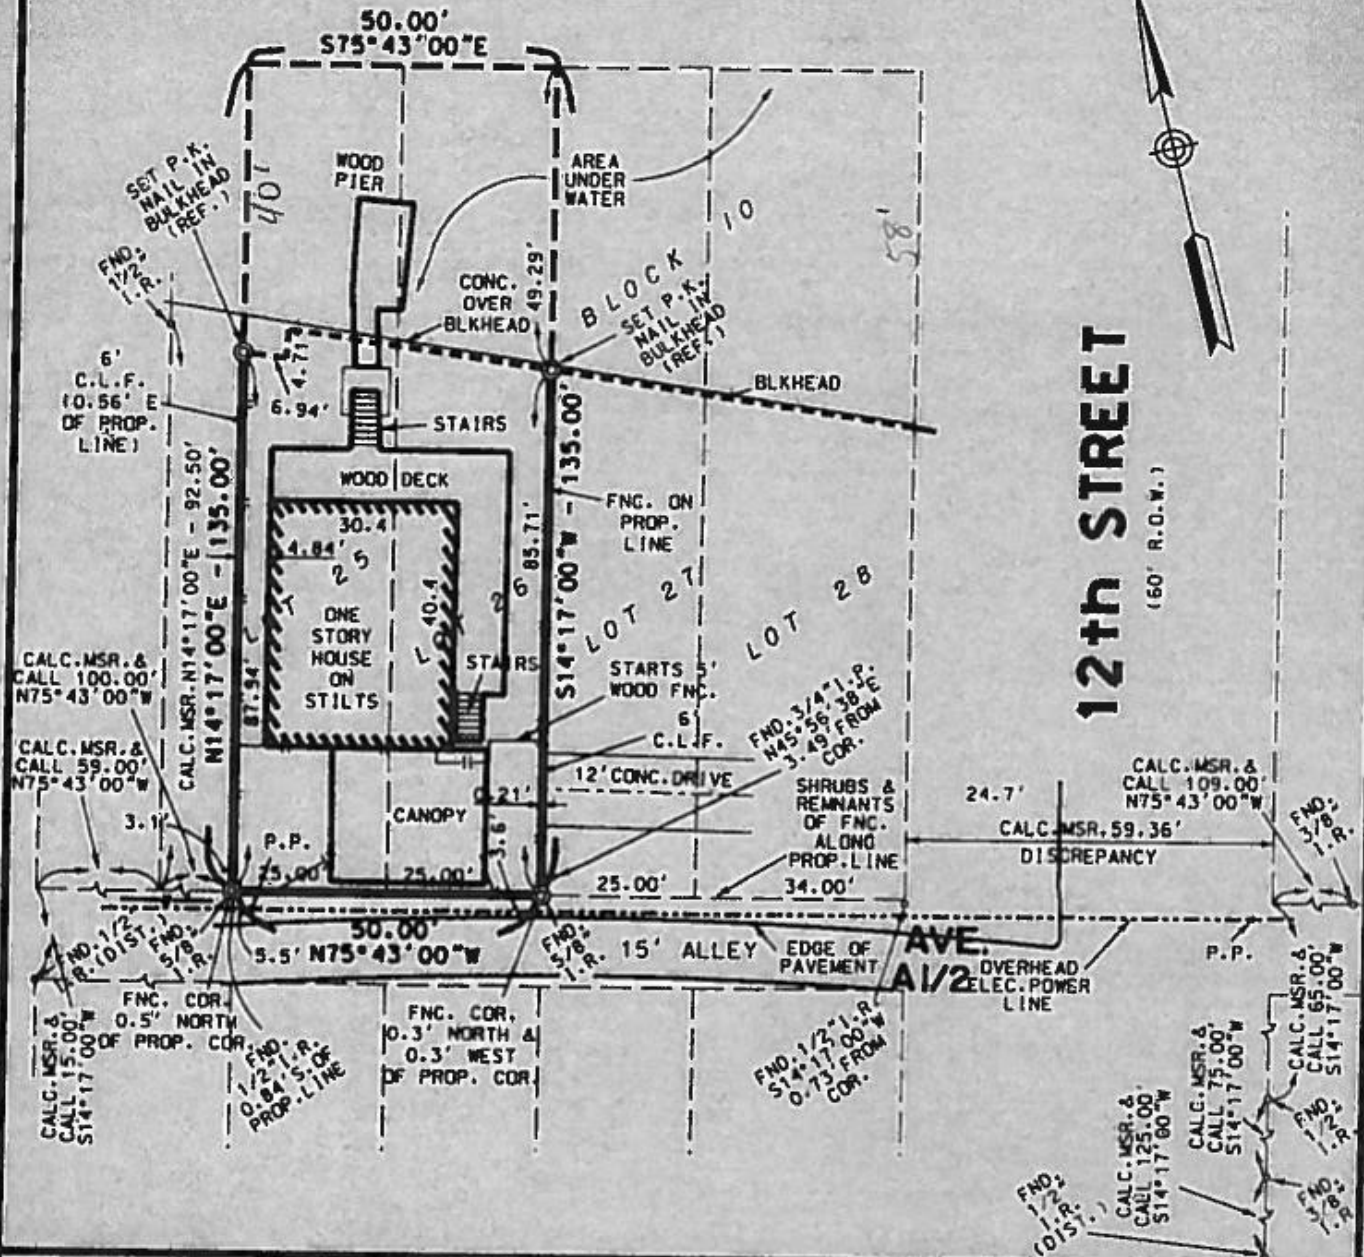 50.00'
S75°43'00"E
SET P.K.
NAIL IN
BULKHEAD
(REF.)
40'
WOOD
PIER
AREA
UNDER
WATER
FND.
1/2"
I.R.
CONC.
OVER
BLKHEAD
49.29'
BLOCK 10
58'
SET P.K.
NAIL IN
BULKHEAD
(REF.)
BLKHEAD
6'
C.L.F.
(0.56' E
OF PROP.
LINE)
4.71'
6.94'
STAIRS
WOOD DECK
FNC. ON
PROP.
LINE
CALC.MSR.N14°17'00"E - 92.50'
N14°17'00"E - 135.00'
87.94'
S14°17'00"W - 135.00'
85.71'
30.4
4.84'
40.4
LOT 25
LOT 26
LOT 27
LOT 28
ONE
STORY
HOUSE
ON
STILTS
STAIRS
STARTS 5'
WOOD FNC.
6'
C.L.F.
12'CONC.DRIVE
FND.3/4"I.P.
N45°56'38"E
3.49'FROM
COR.
12th STREET
(60' R.O.W.)
CALC.MSR.&
CALL 100.00'
N75°43'00"W
CALC.MSR.&
CALL 59.00'
N75°43'00"W
3.1'
P.P.
CANOPY
0.21'
3.6'
SHRUBS &
REMNANTS
OF FNC.
ALONG
PROP.LINE
24.7'
CALC.MSR.59.36'
DISCREPANCY
CALC.MSR.&
CALL 109.00'
N75°43'00"W
FND.
3/8"
I.R.
25.00'
25.00'
25.00'
34.00'
50.00'
N75°43'00"W
5.5'
FND.1/2"
I.R.(DIST.)
FND.
5/8"
I.R.
FND.
5/8"
I.R.
15' ALLEY
EDGE OF
PAVEMENT
AVE.
A1/2
OVERHEAD
ELEC.POWER
LINE
P.P.
FNC. COR.
0.5" NORTH
OF PROP. COR.
FND.
1/2"I.R.
0.84'S.OF
PROP.LINE
FNC. COR.
0.3' NORTH &
0.3' WEST
OF PROP. COR.
FND.1/2"I.R.
S14°17'00"W
0.73'FROM
COR.
CALC.MSR.&
CALL 15.00'
S14°17'00"W
CALC.MSR.&
CALL 65.00'
S14°17'00"W
CALC.MSR.&
CALL 75.00'
S14°17'00"W
CALC.MSR.&
CALL 125.00'
S14°17'00"W
FND.
1/2"
I.R.
FND.
3/8"
I.R.
FND.
1/2"
I.R.
(DIST.)